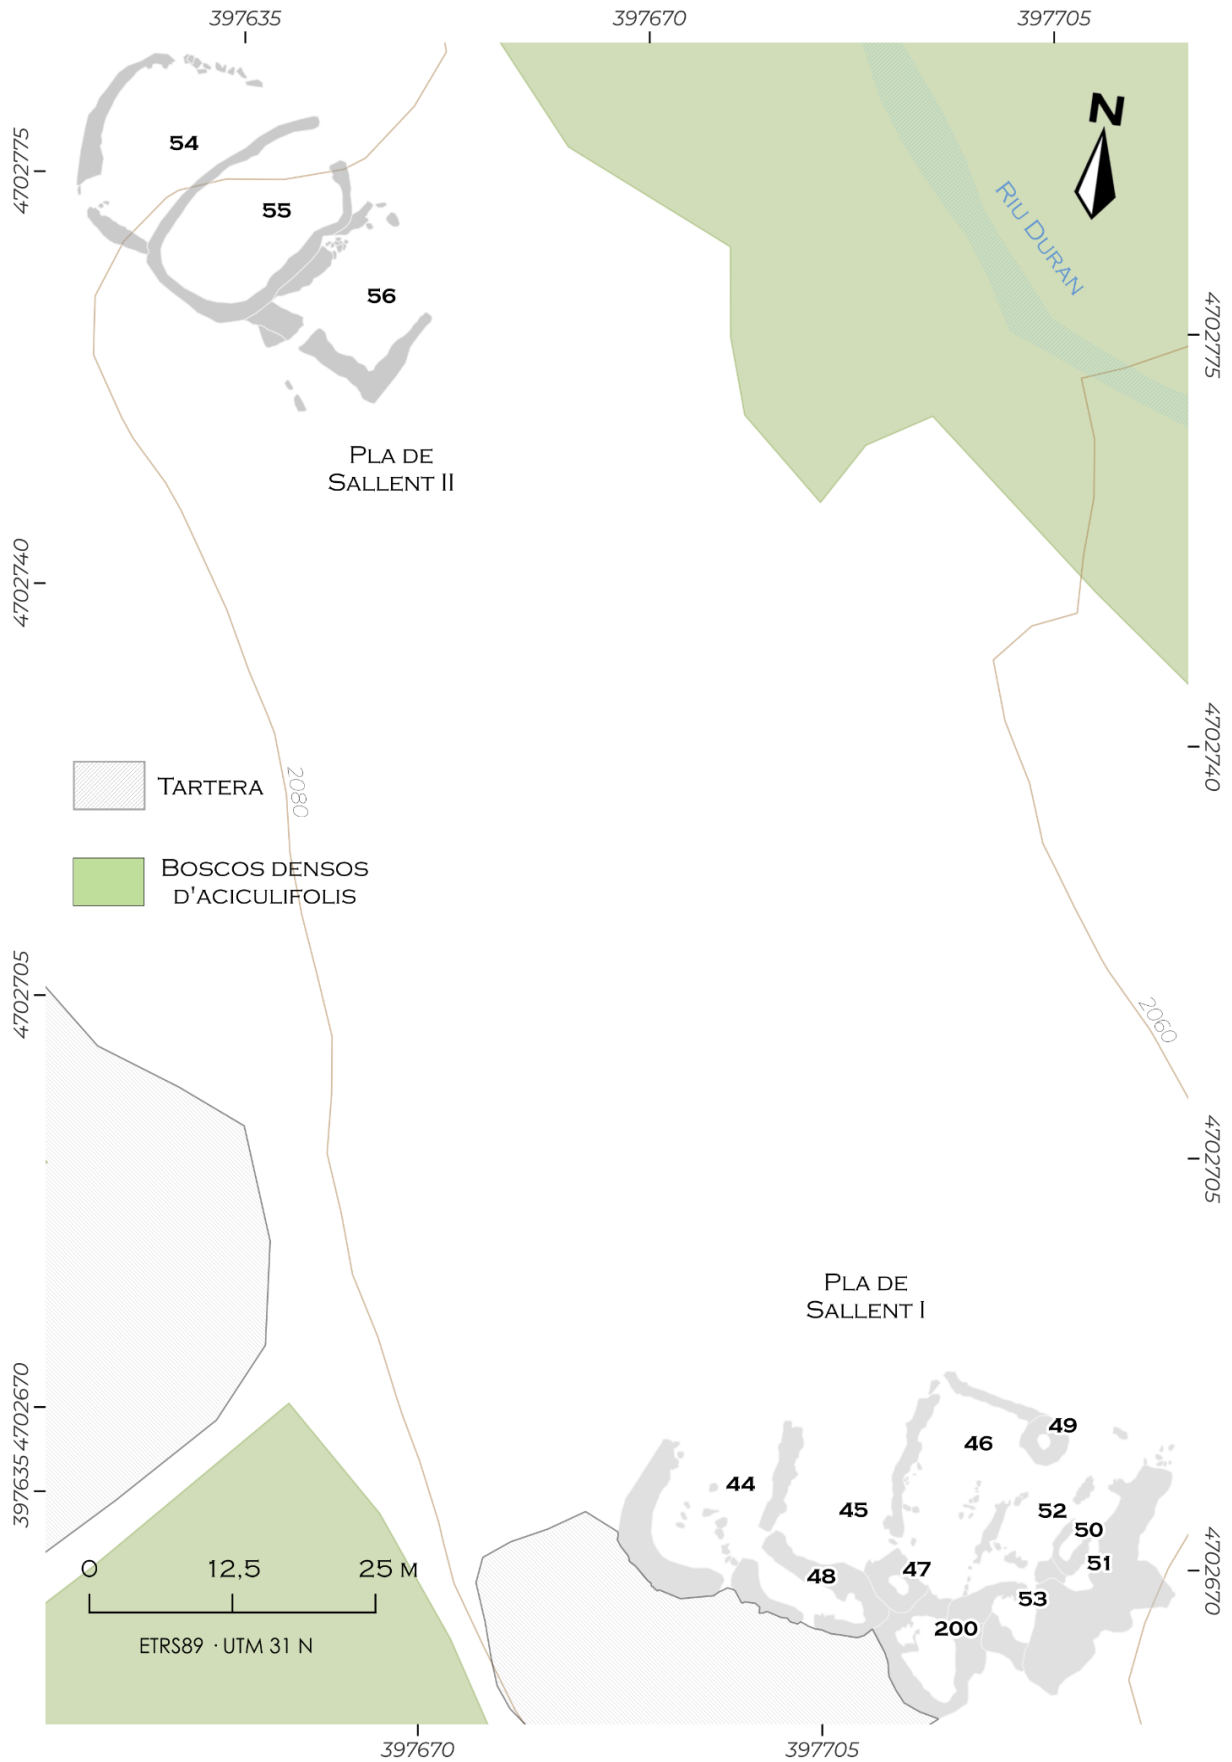 397635
397670
397705
N
4702775
54
RIU DURAN
55
56
4702775
PLA DE
SALLENT II
4702740
4702740
2080
TARTERA
BOSCOS DENSOS
D'ACICULIFOLIS
4702705
2060
4702705
PLA DE
SALLENT I
4702670
397635
49
46
44
45
52
50
51
47
48
53
200
4702670
0 12,5 25 M
ETRS89 · UTM 31 N
397670
397705